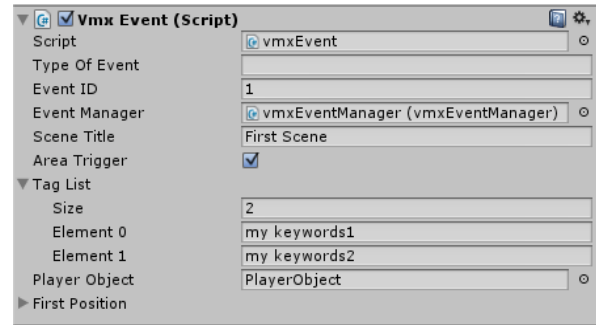 Vmx Event (Script)
Script vmxEvent
Type Of Event
Event ID 1
Event Manager vmxEventManager (vmxEventManager)
Scene Title First Scene
Area Trigger
Tag List
Size 2
Element 0 my keywords1
Element 1 my keywords2
Player Object PlayerObject
First Position